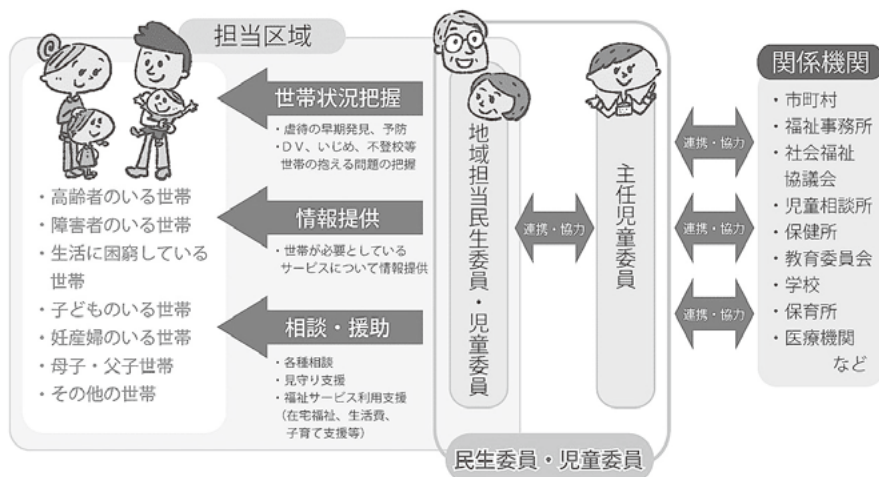 担当区域
・高齢者のいる世帯
・障害者のいる世帯
・生活に困窮している
世帯
・子どものいる世帯
・妊産婦のいる世帯
・母子・父子世帯
・その他の世帯
世帯状況把握
・虐待の早期発見、予防
・DV、いじめ、不登校等
世帯の抱える問題の把握
情報提供
・世帯が必要としている
サービスについて情報提供
相談・援助
・各種相談
・見守り支援
・福祉サービス利用支援
(在宅福祉、生活費、
子育て支援等)
地域担当民生委員・児童委員
連携・協力
主任児童委員
民生委員・児童委員
連携・協力
連携・協力
連携・協力
関係機関
・市町村
・福祉事務所
・社会福祉
協議会
・児童相談所
・保健所
・教育委員会
・学校
・保育所
・医療機関
など